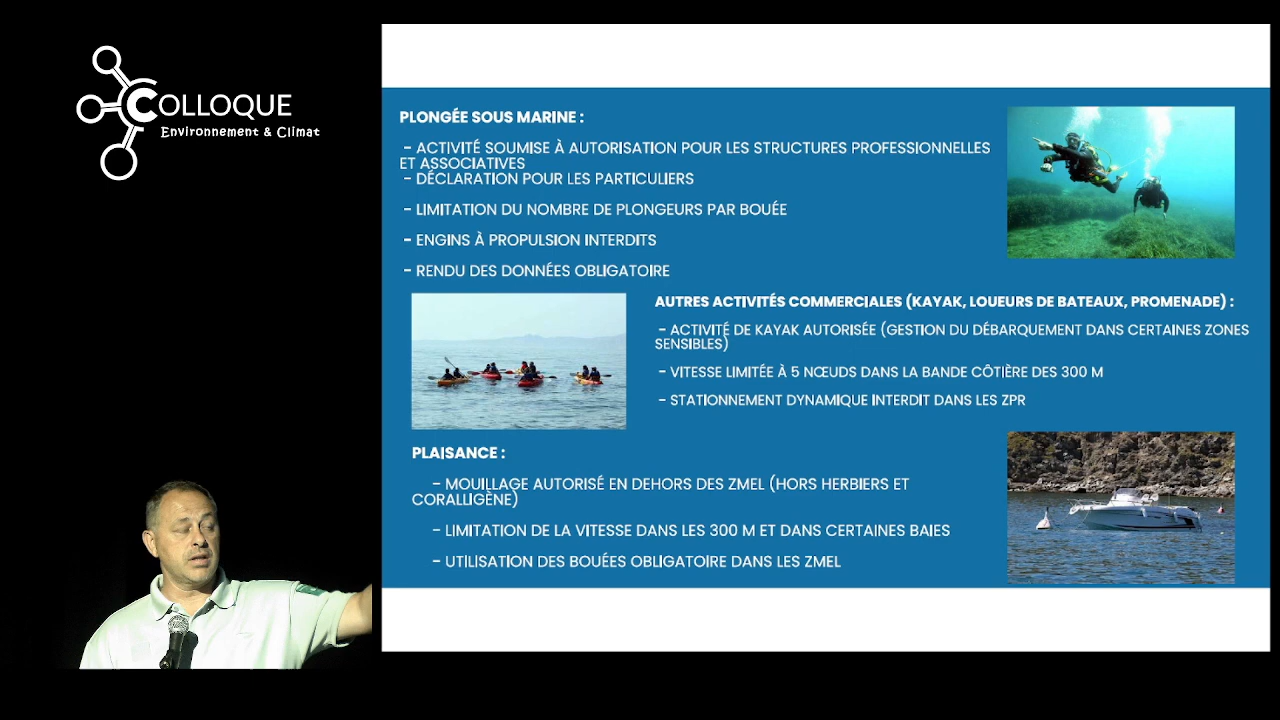 COLLOQUE
Environnement & Climat
PLONGÉE SOUS MARINE :
- ACTIVITÉ SOUMISE À AUTORISATION POUR LES STRUCTURES PROFESSIONNELLES
ET ASSOCIATIVES
- DÉCLARATION POUR LES PARTICULIERS
- LIMITATION DU NOMBRE DE PLONGEURS PAR BOUÉE
- ENGINS À PROPULSION INTERDITS
- RENDU DES DONNÉES OBLIGATOIRE
AUTRES ACTIVITÉS COMMERCIALES (KAYAK, LOUEURS DE BATEAUX, PROMENADE) :
- ACTIVITÉ DE KAYAK AUTORISÉE (GESTION DU DÉBARQUEMENT DANS CERTAINES ZONES
SENSIBLES)
- VITESSE LIMITÉE À 5 NŒUDS DANS LA BANDE CÔTIÈRE DES 300 M
- STATIONNEMENT DYNAMIQUE INTERDIT DANS LES ZPR
PLAISANCE :
- MOUILLAGE AUTORISÉ EN DEHORS DES ZMEL (HORS HERBIERS ET
CORALLIGÈNE)
- LIMITATION DE LA VITESSE DANS LES 300 M ET DANS CERTAINES BAIES
- UTILISATION DES BOUÉES OBLIGATOIRE DANS LES ZMEL